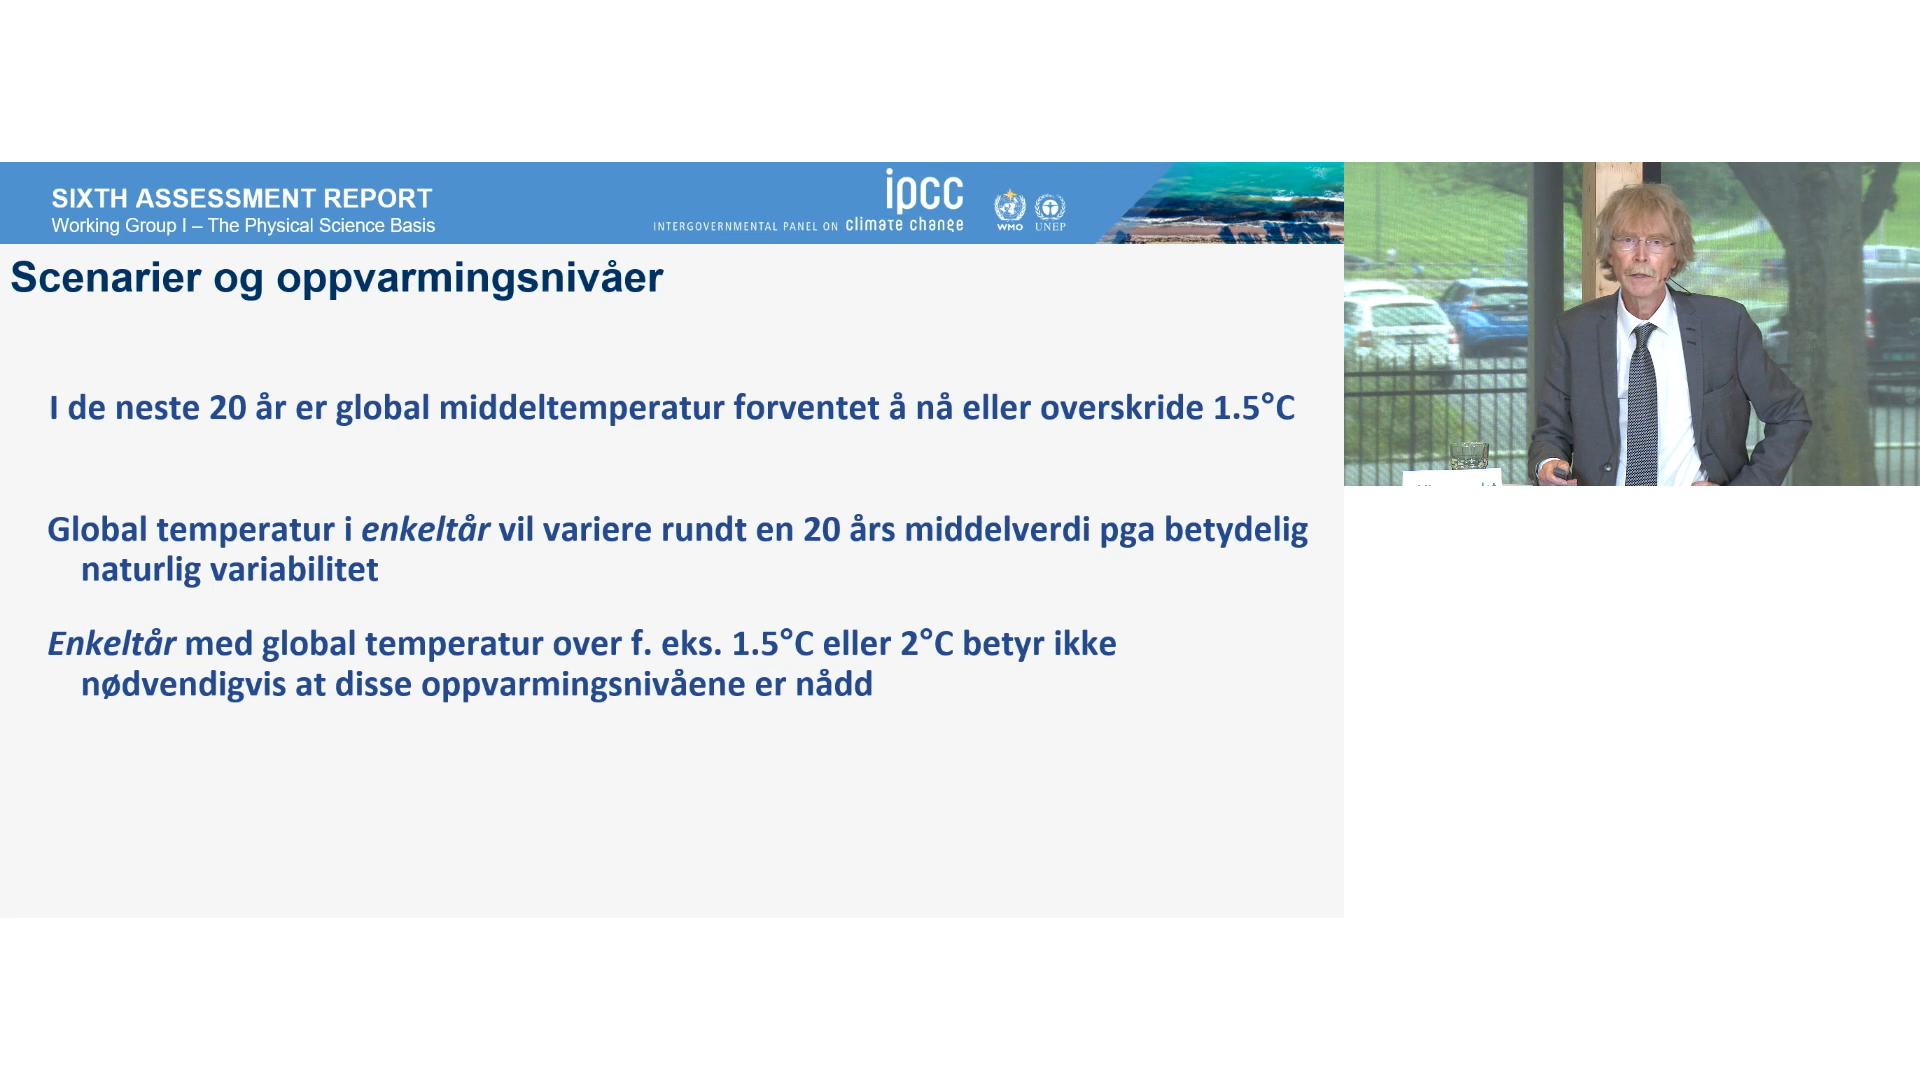 SIXTH ASSESSMENT REPORT
Working Group I – The Physical Science Basis
ipcc
INTERGOVERNMENTAL PANEL ON climate change
WMO
UNEP
Scenarier og oppvarmingsnivåer
I de neste 20 år er global middeltemperatur forventet å nå eller overskride 1.5°C
Global temperatur i enkeltår vil variere rundt en 20 års middelverdi pga betydelig
naturlig variabilitet
Enkeltår med global temperatur over f. eks. 1.5°C eller 2°C betyr ikke
nødvendigvis at disse oppvarmingsnivåene er nådd